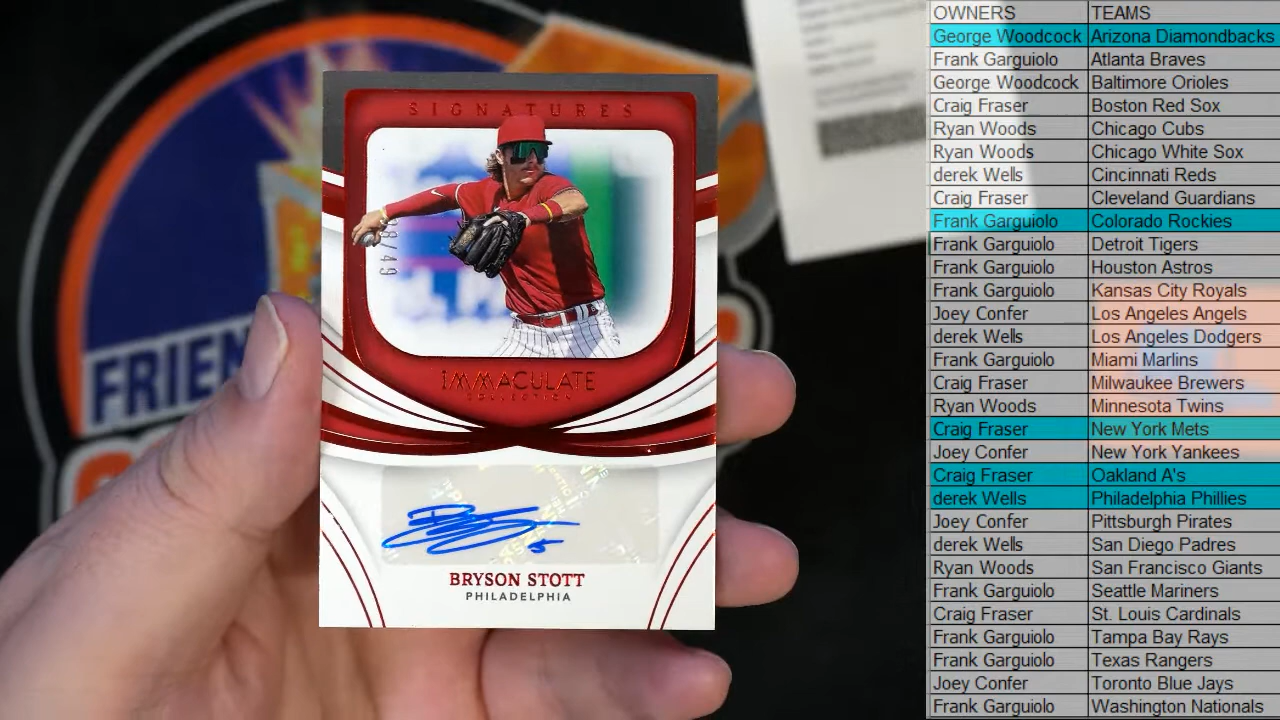 SIGNATURES
08/49
IMMACULATE
COLLECTION
BRYSON STOTT
PHILADELPHIA
FRIEN
OWNERS TEAMS
George Woodcock Arizona Diamondbacks
Frank Garguiolo Atlanta Braves
George Woodcock Baltimore Orioles
Craig Fraser Boston Red Sox
Ryan Woods Chicago Cubs
Ryan Woods Chicago White Sox
derek Wells Cincinnati Reds
Craig Fraser Cleveland Guardians
Frank Garguiolo Colorado Rockies
Frank Garguiolo Detroit Tigers
Frank Garguiolo Houston Astros
Frank Garguiolo Kansas City Royals
Joey Confer Los Angeles Angels
derek Wells Los Angeles Dodgers
Frank Garguiolo Miami Marlins
Craig Fraser Milwaukee Brewers
Ryan Woods Minnesota Twins
Craig Fraser New York Mets
Joey Confer New York Yankees
Craig Fraser Oakland A's
derek Wells Philadelphia Phillies
Joey Confer Pittsburgh Pirates
derek Wells San Diego Padres
Ryan Woods San Francisco Giants
Frank Garguiolo Seattle Mariners
Craig Fraser St. Louis Cardinals
Frank Garguiolo Tampa Bay Rays
Frank Garguiolo Texas Rangers
Joey Confer Toronto Blue Jays
Frank Garguiolo Washington Nationals